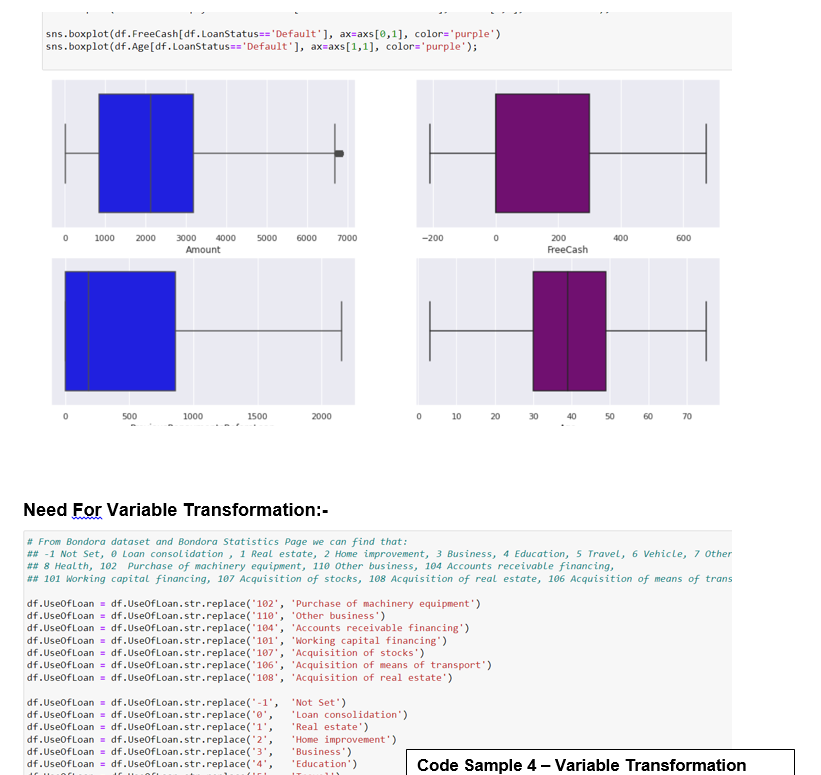 sns.boxplot(df.FreeCash[df.LoanStatus=='Default'], ax=axs[0,1], color='purple')
sns.boxplot(df.Age[df.LoanStatus=='Default'], ax=axs[1,1], color='purple');
0 1000 2000 3000 4000 5000 6000 7000
Amount
−200 0 200 400 600
FreeCash
0 500 1000 1500 2000
0 10 20 30 40 50 60 70
Need For Variable Transformation:-
# From Bondora dataset and Bondora Statistics Page we can find that:
## -1 Not Set, 0 Loan consolidation , 1 Real estate, 2 Home improvement, 3 Business, 4 Education, 5 Travel, 6 Vehicle, 7 Other
## 8 Health, 102  Purchase of machinery equipment, 110 Other business, 104 Accounts receivable financing,
## 101 Working capital financing, 107 Acquisition of stocks, 108 Acquisition of real estate, 106 Acquisition of means of trans
df.UseOfLoan = df.UseOfLoan.str.replace('102', 'Purchase of machinery equipment')
df.UseOfLoan = df.UseOfLoan.str.replace('110', 'Other business')
df.UseOfLoan = df.UseOfLoan.str.replace('104', 'Accounts receivable financing')
df.UseOfLoan = df.UseOfLoan.str.replace('101', 'Working capital financing')
df.UseOfLoan = df.UseOfLoan.str.replace('107', 'Acquisition of stocks')
df.UseOfLoan = df.UseOfLoan.str.replace('106', 'Acquisition of means of transport')
df.UseOfLoan = df.UseOfLoan.str.replace('108', 'Acquisition of real estate')
df.UseOfLoan = df.UseOfLoan.str.replace('-1',  'Not Set')
df.UseOfLoan = df.UseOfLoan.str.replace('0',   'Loan consolidation')
df.UseOfLoan = df.UseOfLoan.str.replace('1',   'Real estate')
df.UseOfLoan = df.UseOfLoan.str.replace('2',   'Home improvement')
df.UseOfLoan = df.UseOfLoan.str.replace('3',   'Business')
df.UseOfLoan = df.UseOfLoan.str.replace('4',   'Education')
Code Sample 4 – Variable Transformation